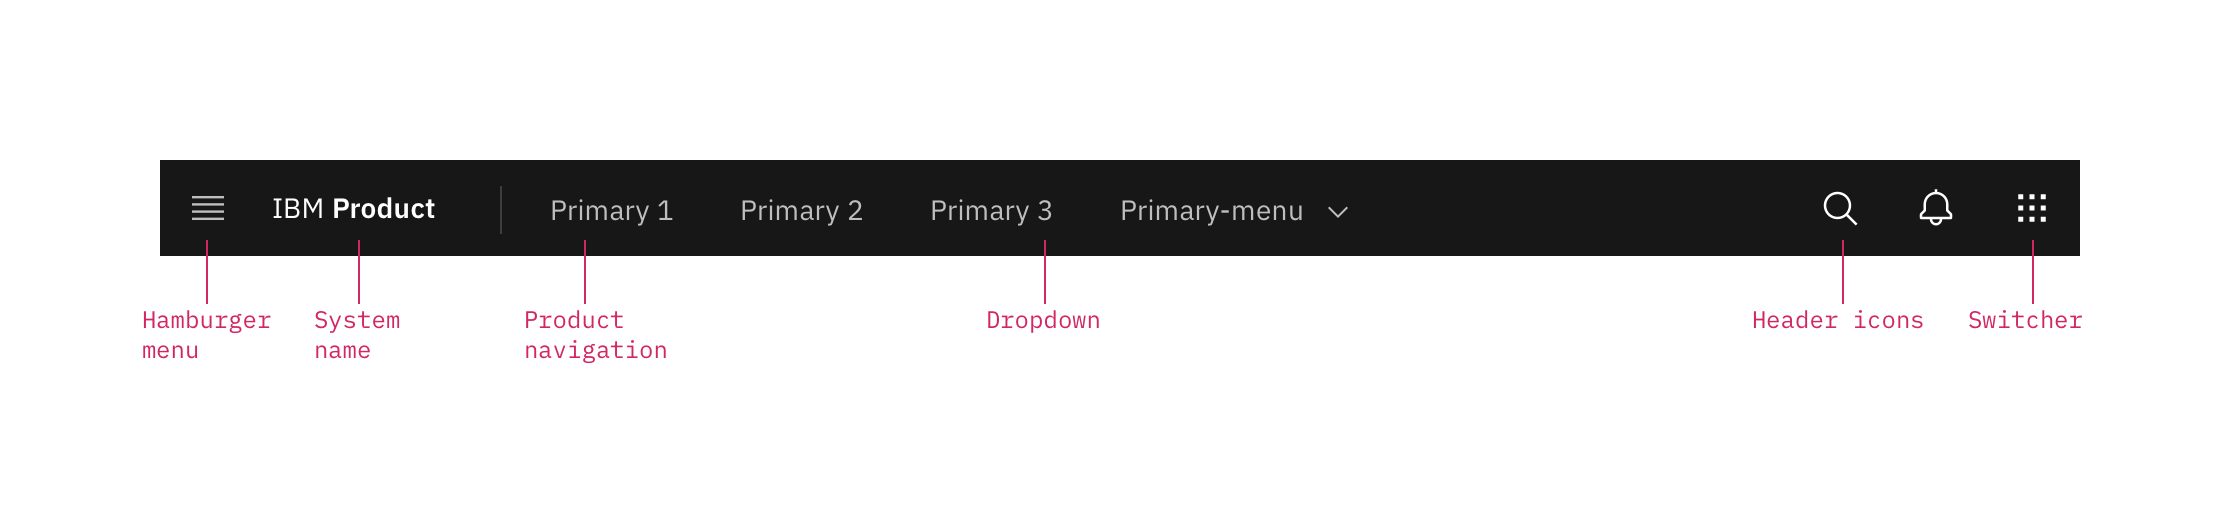 IBM Product Primary 1 Primary 2 Primary 3 Primary-menu
Hamburger menu
System name
Product navigation
Dropdown
Header icons
Switcher